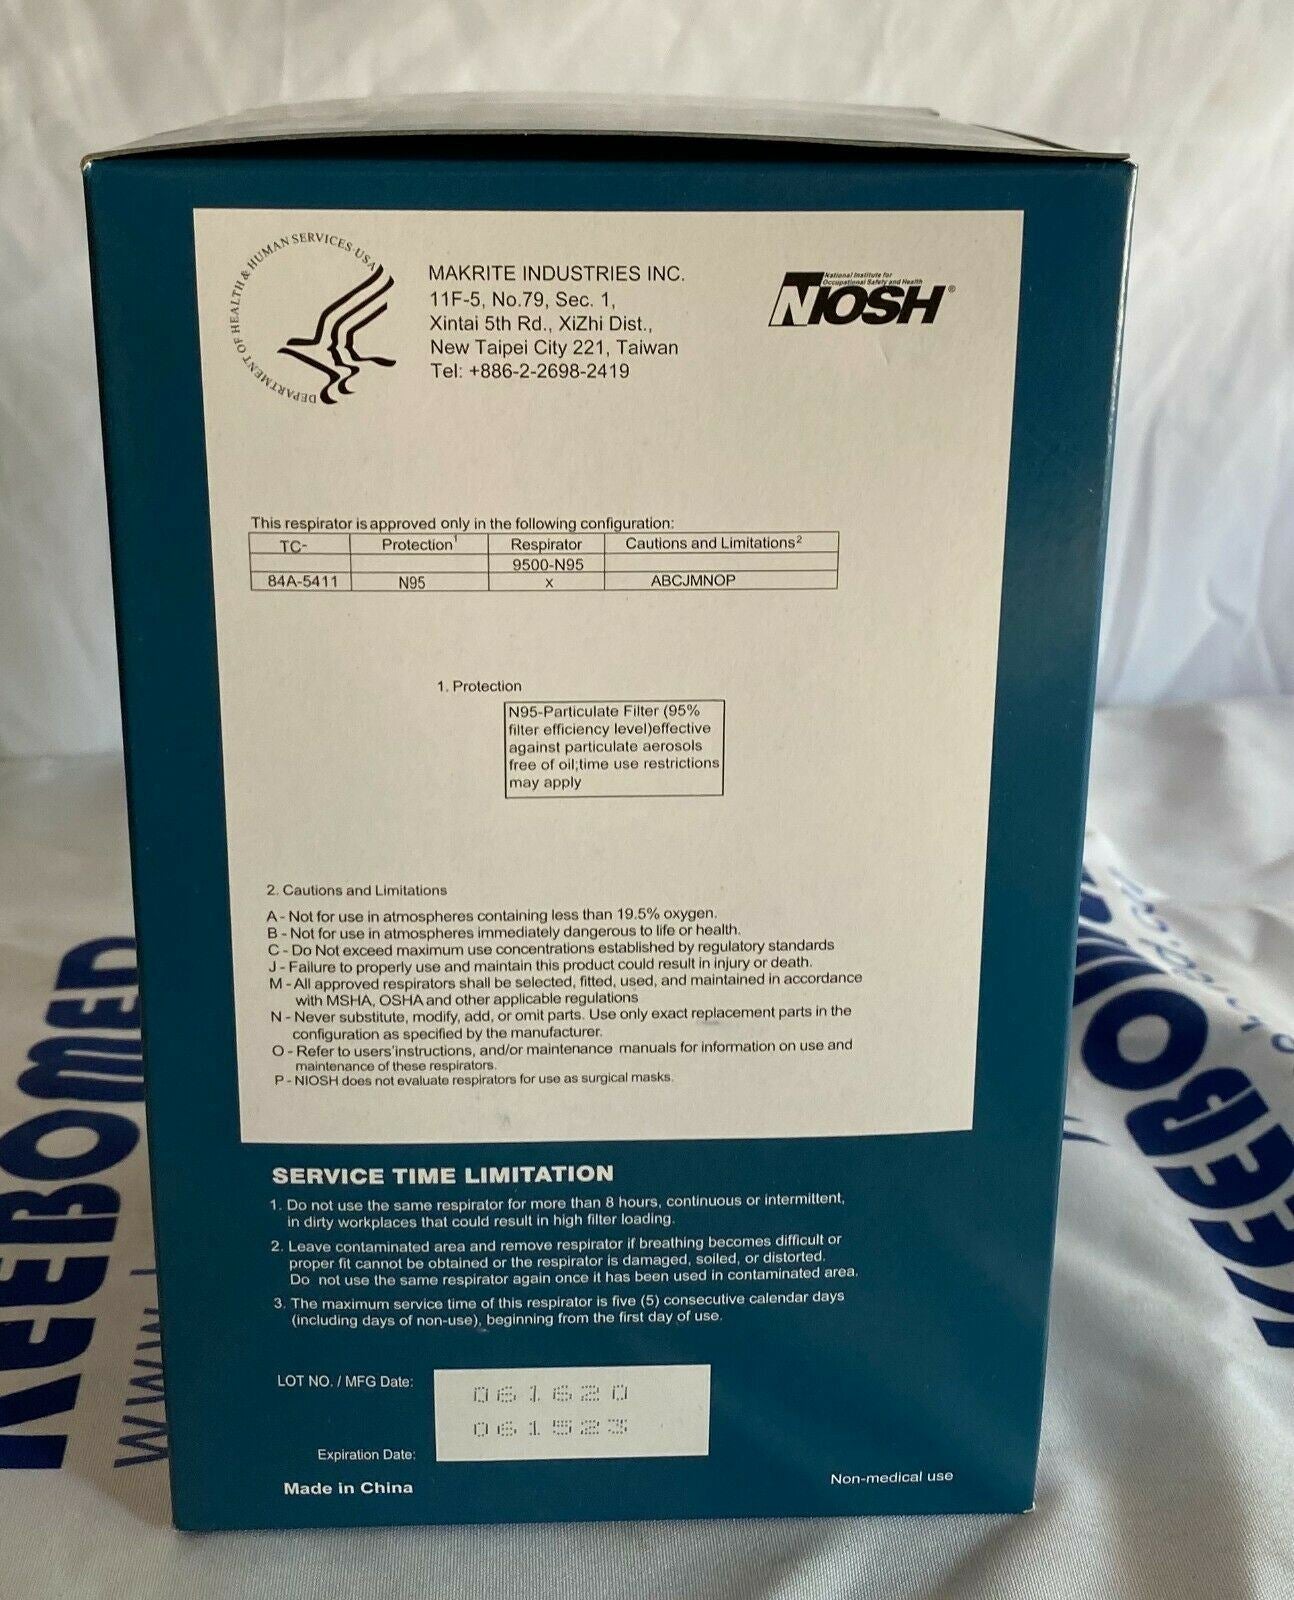 DEPARTMENT OF HEALTH & HUMAN SERVICES·USA
MAKRITE INDUSTRIES INC.
11F-5, No.79, Sec. 1,
Xintai 5th Rd., XiZhi Dist.,
New Taipei City 221, Taiwan
Tel: +886-2-2698-2419
National Institute for
Occupational Safety and Health
NIOSH®
This respirator is approved only in the following configuration:
TC- Protection1 Respirator Cautions and Limitations2
9500-N95
84A-5411 N95 x ABCJMNOP
1. Protection
N95-Particulate Filter (95%
filter efficiency level)effective
against particulate aerosols
free of oil;time use restrictions
may apply
2. Cautions and Limitations
A - Not for use in atmospheres containing less than 19.5% oxygen.
B - Not for use in atmospheres immediately dangerous to life or health.
C - Do Not exceed maximum use concentrations established by regulatory standards
J - Failure to properly use and maintain this product could result in injury or death.
M - All approved respirators shall be selected, fitted, used, and maintained in accordance
with MSHA, OSHA and other applicable regulations
N - Never substitute, modify, add, or omit parts. Use only exact replacement parts in the
configuration as specified by the manufacturer.
O - Refer to users'instructions, and/or maintenance manuals for information on use and
maintenance of these respirators.
P - NIOSH does not evaluate respirators for use as surgical masks.
SERVICE TIME LIMITATION
1. Do not use the same respirator for more than 8 hours, continuous or intermittent,
in dirty workplaces that could result in high filter loading.
2. Leave contaminated area and remove respirator if breathing becomes difficult or
proper fit cannot be obtained or the respirator is damaged, soiled, or distorted.
Do not use the same respirator again once it has been used in contaminated area.
3. The maximum service time of this respirator is five (5) consecutive calendar days
(including days of non-use), beginning from the first day of use.
LOT NO. / MFG Date: 061620
061523
Expiration Date:
Made in China
Non-medical use
KEEBOMED
www.
KEEBOM